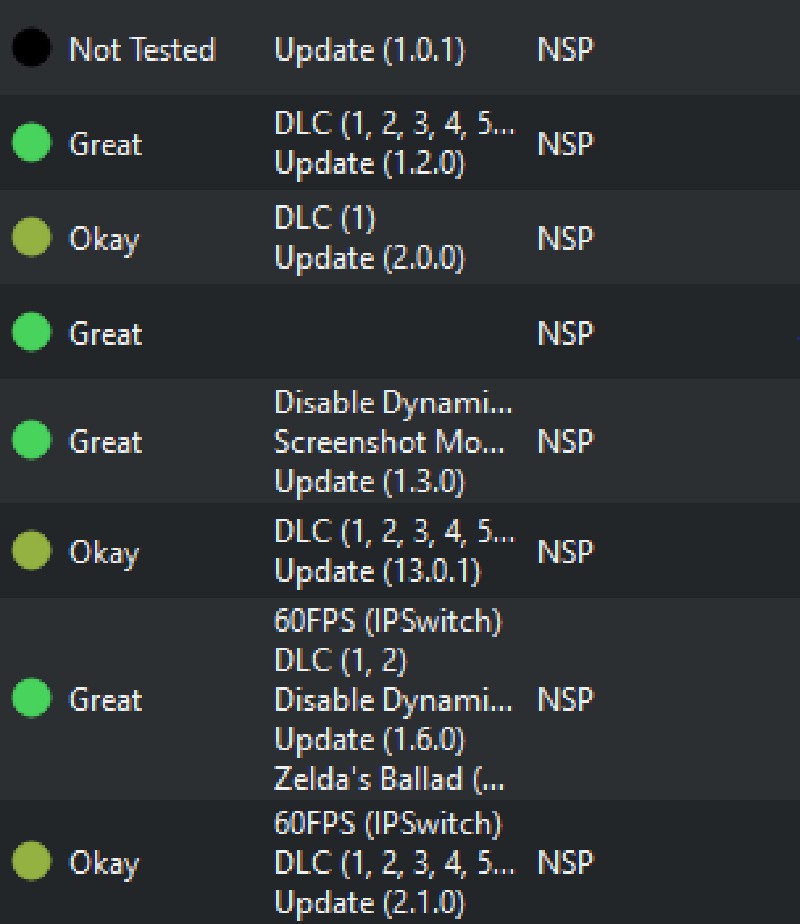 Not Tested Update (1.0.1) NSP
DLC (1, 2, 3, 4, 5...
Great NSP
Update (1.2.0)
DLC (1)
Okay NSP
Update (2.0.0)
Great NSP
Disable Dynami...
Great Screenshot Mo... NSP
Update (1.3.0)
DLC (1, 2, 3, 4, 5...
Okay NSP
Update (13.0.1)
60FPS (IPSwitch)
DLC (1, 2)
Great Disable Dynami... NSP
Update (1.6.0)
Zelda's Ballad (...
60FPS (IPSwitch)
Okay DLC (1, 2, 3, 4, 5... NSP
Update (2.1.0)